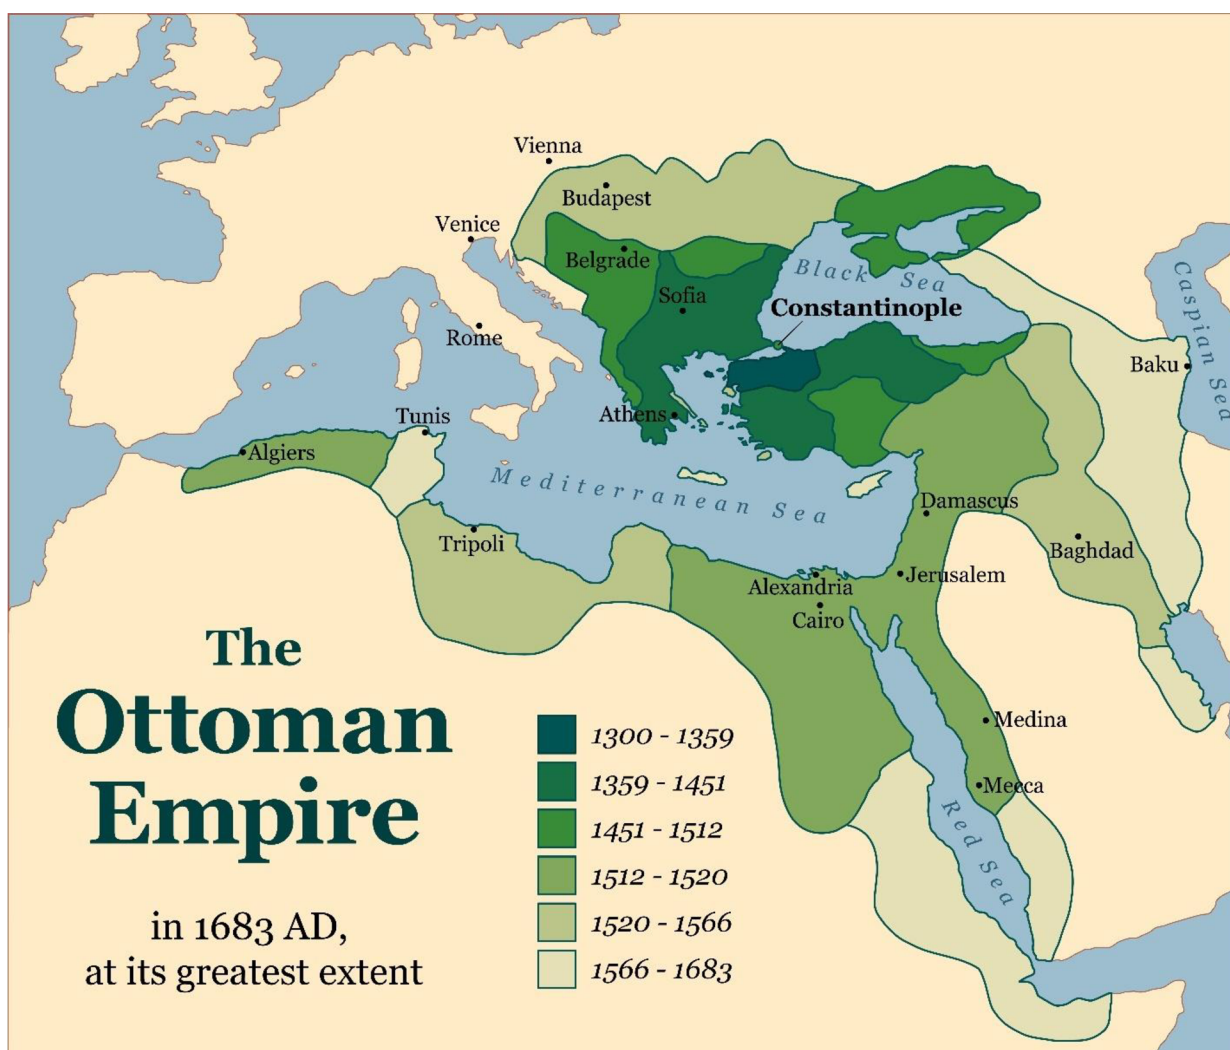 Vienna
Budapest
Venice
Belgrade
Black Sea
Caspian Sea
Sofia
Constantinople
Rome
Baku
Tunis
Athens
Algiers
Mediterranean Sea
Damascus
Tripoli
Baghdad
Alexandria
Jerusalem
Cairo
Medina
Mecca
Red Sea
The
Ottoman
Empire
in 1683 AD,
at its greatest extent
1300 - 1359
1359 - 1451
1451 - 1512
1512 - 1520
1520 - 1566
1566 - 1683